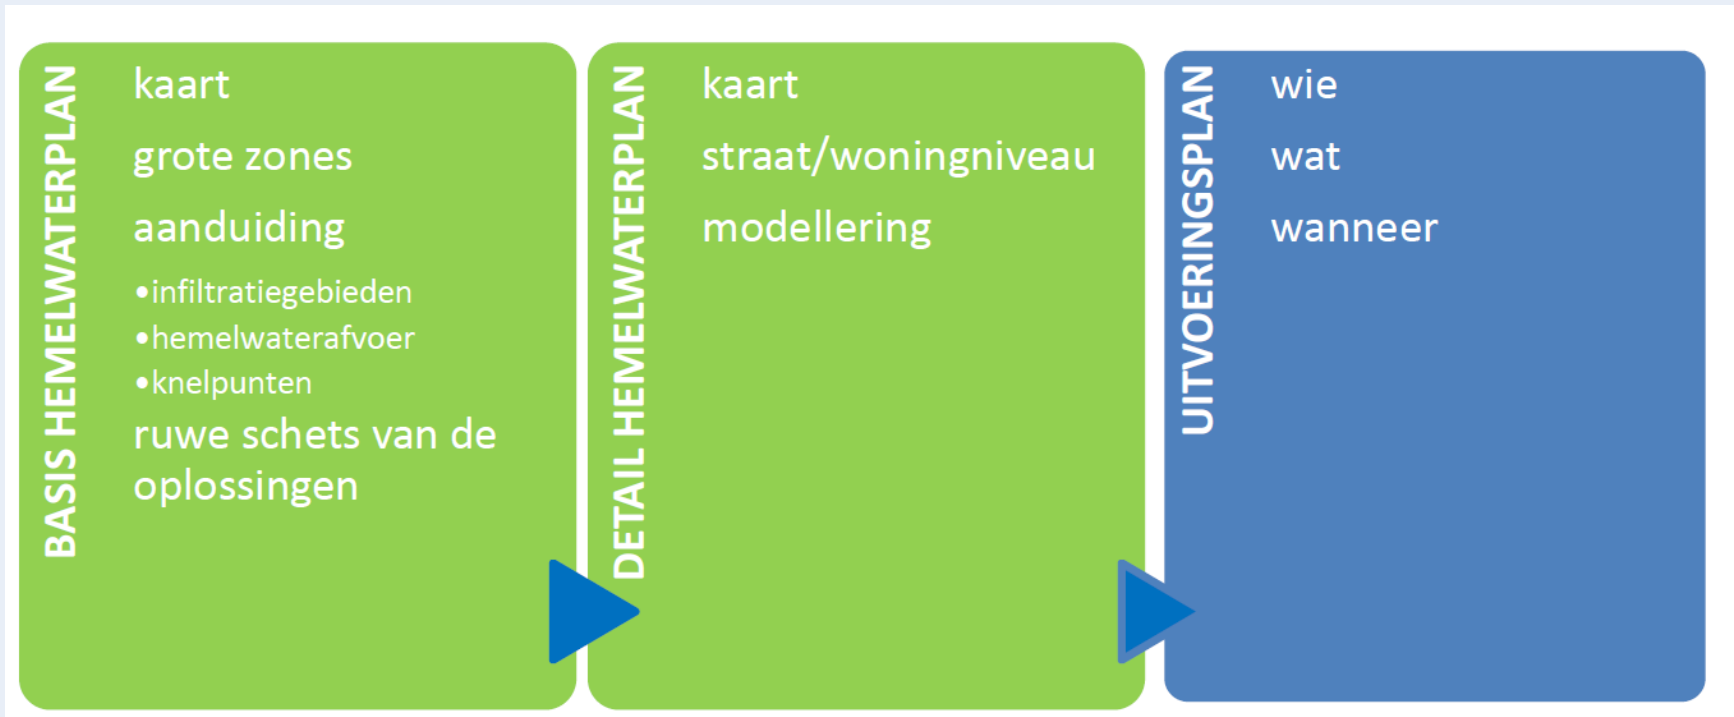 BASIS HEMELWATERPLAN
kaart
grote zones
aanduiding
•infiltratiegebieden
•hemelwaterafvoer
•knelpunten
ruwe schets van de
oplossingen
DETAIL HEMELWATERPLAN
kaart
straat/woningniveau
modellering
UITVOERINGSPLAN
wie
wat
wanneer